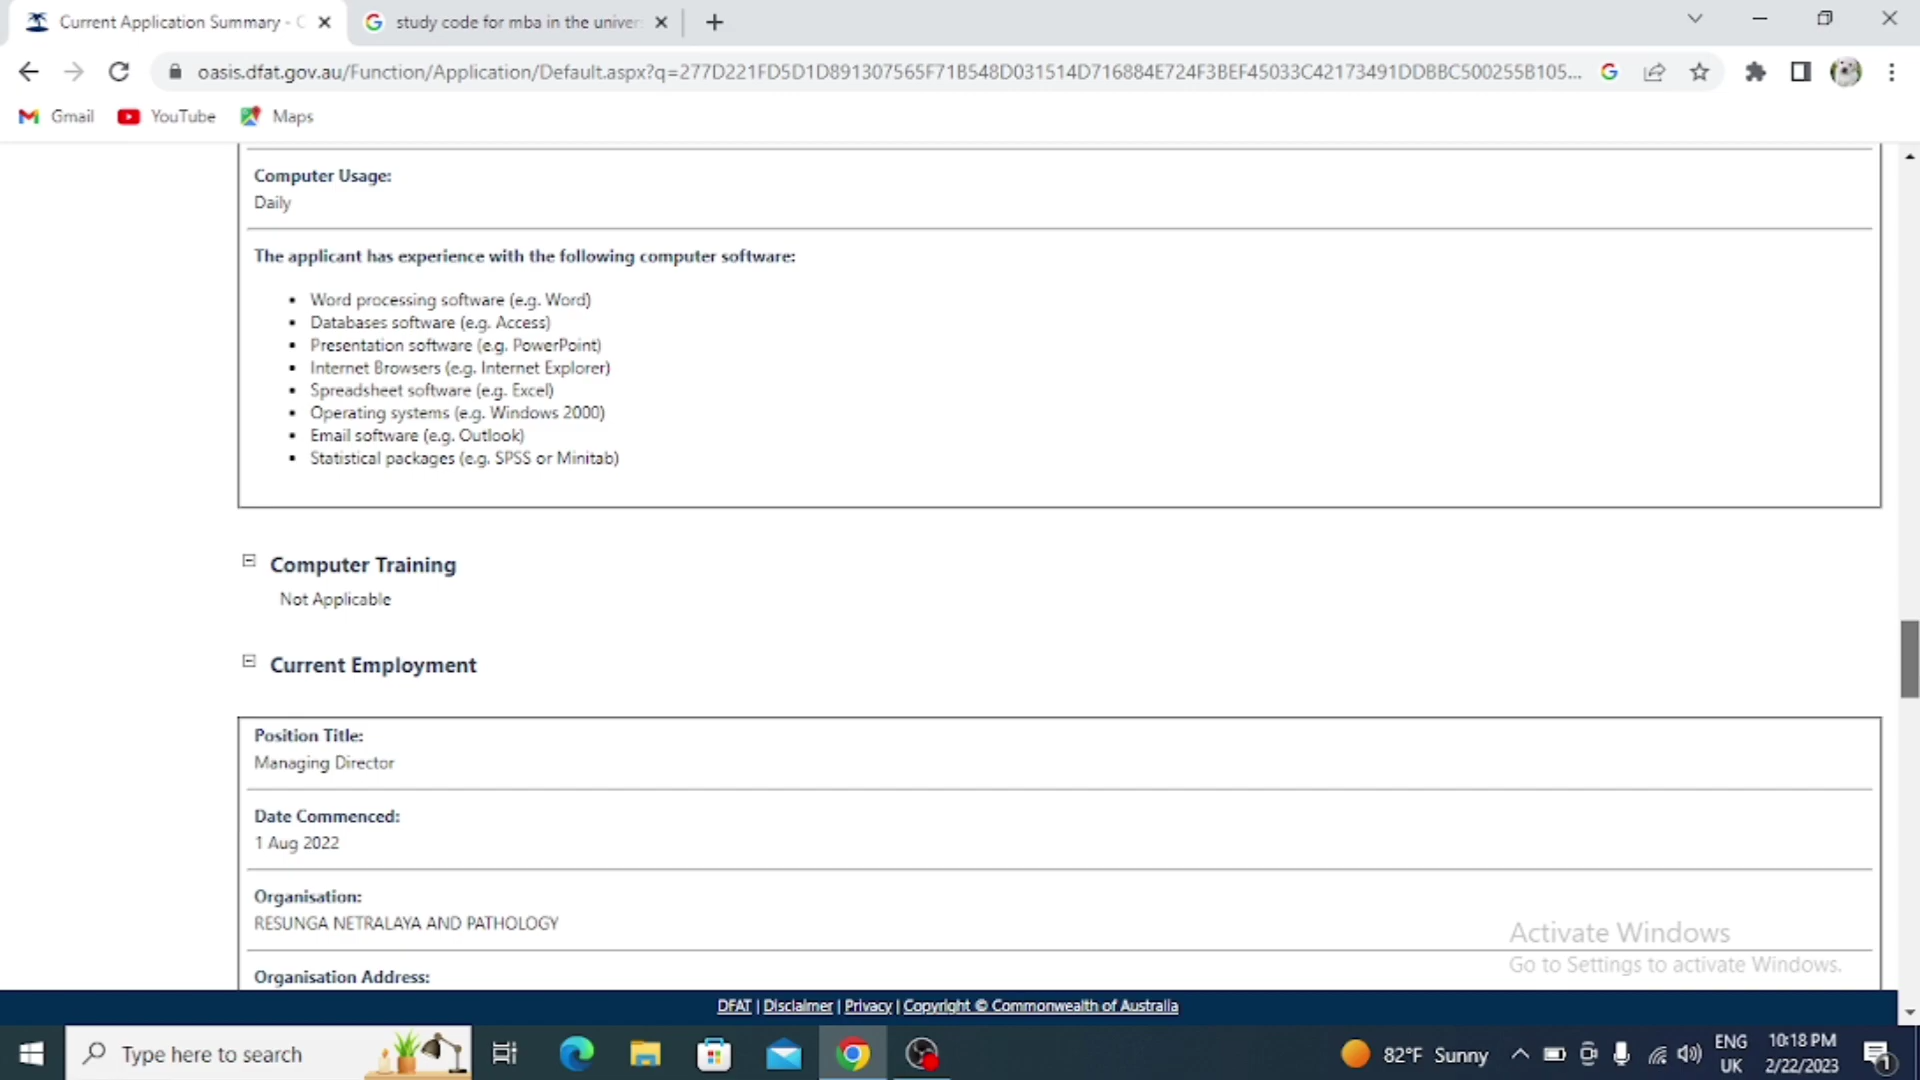 Current Application Summary - C
study code for mba in the univer
oasis.dfat.gov.au/Function/Application/Default.aspx?q=277D221FD5D1D891307565F71B548D031514D716884E724F3BEF45033C42173491DDBBC500255B105...
Gmail
YouTube
Maps
Computer Usage:
Daily
The applicant has experience with the following computer software:
• Word processing software (e.g. Word)
• Databases software (e.g. Access)
• Presentation software (e.g. PowerPoint)
• Internet Browsers (e.g. Internet Explorer)
• Spreadsheet software (e.g. Excel)
• Operating systems (e.g. Windows 2000)
• Email software (e.g. Outlook)
• Statistical packages (e.g. SPSS or Minitab)
Computer Training
Not Applicable
Current Employment
Position Title:
Managing Director
Date Commenced:
1 Aug 2022
Organisation:
RESUNGA NETRALAYA AND PATHOLOGY
Organisation Address:
Activate Windows
Go to Settings to activate Windows.
DFAT | Disclaimer | Privacy | Copyright © Commonwealth of Australia
Type here to search
82°F Sunny
ENG
UK
10:18 PM
2/22/2023
1